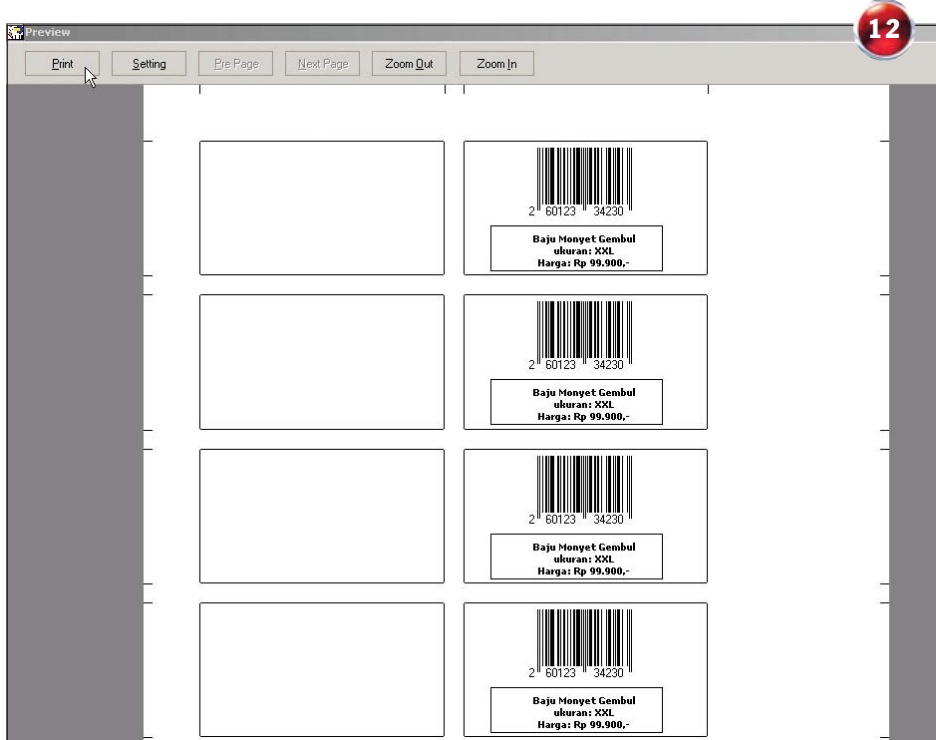 12
Preview
Print Setting Pre Page Next Page Zoom Out Zoom In
2 60123 34230
Baju Monyet Gembul
ukuran: XXL
Harga: Rp 99.900,-
2 60123 34230
Baju Monyet Gembul
ukuran: XXL
Harga: Rp 99.900,-
2 60123 34230
Baju Monyet Gembul
ukuran: XXL
Harga: Rp 99.900,-
2 60123 34230
Baju Monyet Gembul
ukuran: XXL
Harga: Rp 99.900,-